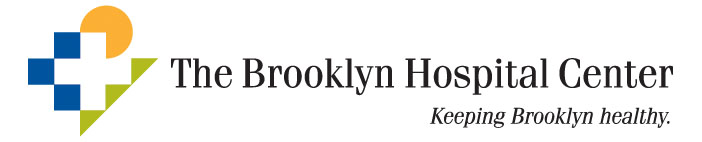 The Brooklyn Hospital Center
Keeping Brooklyn healthy.